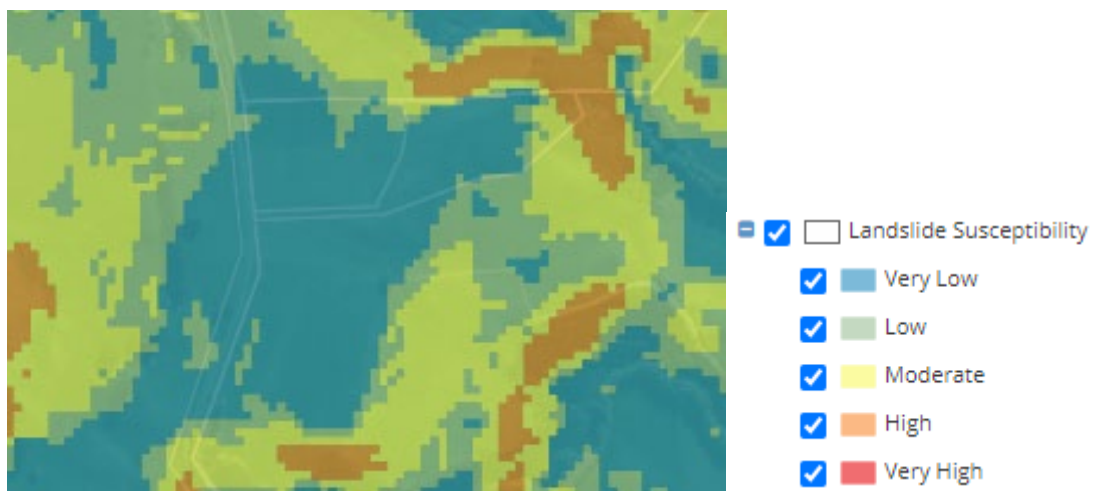 Landslide Susceptibility
Very Low
Low
Moderate
High
Very High